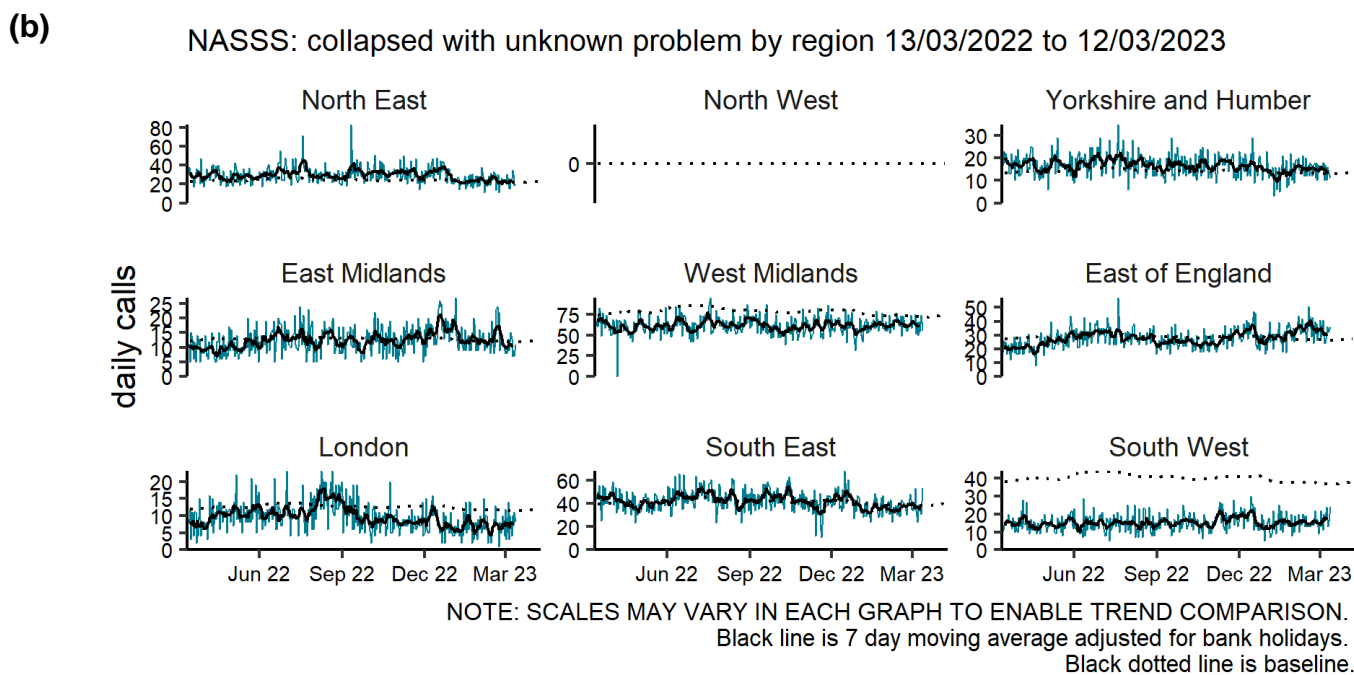 (b)
NASSS: collapsed with unknown problem by region 13/03/2022 to 12/03/2023
North East
North West
Yorkshire and Humber
80
60
40
20
0
0
30
20
10
0
daily calls
East Midlands
West Midlands
East of England
25
20
15
10
5
0
75
50
25
0
50
40
30
20
10
0
London
South East
South West
20
15
10
5
0
60
40
20
0
40
30
20
10
0
Jun 22 Sep 22 Dec 22 Mar 23
Jun 22 Sep 22 Dec 22 Mar 23
Jun 22 Sep 22 Dec 22 Mar 23
NOTE: SCALES MAY VARY IN EACH GRAPH TO ENABLE TREND COMPARISON.
Black line is 7 day moving average adjusted for bank holidays.
Black dotted line is baseline.